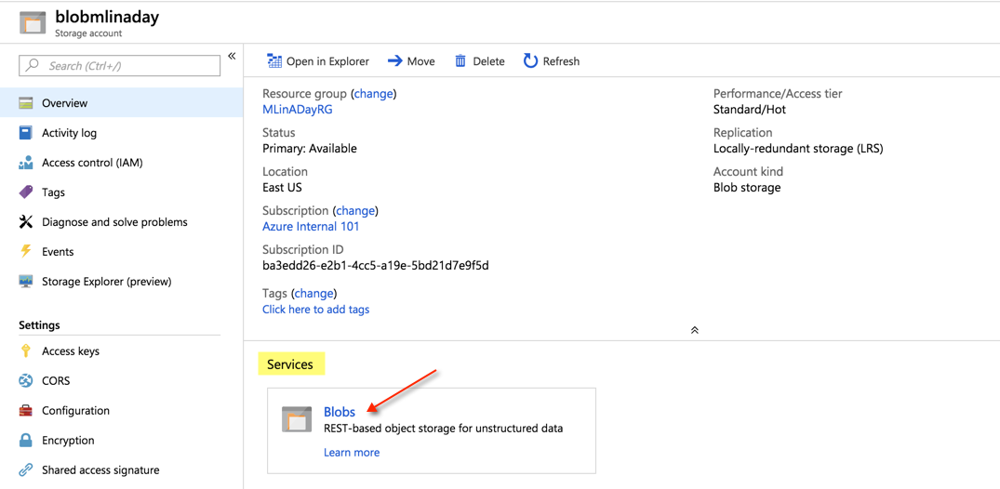 blobmlinaday
Storage account
«
Search (Ctrl+/)
Overview
Activity log
Access control (IAM)
Tags
Diagnose and solve problems
Events
Storage Explorer (preview)
Settings
Access keys
CORS
Configuration
Encryption
Shared access signature
Open in Explorer
Move
Delete
Refresh
Resource group (change)
MLinADayRG
Status
Primary: Available
Location
East US
Subscription (change)
Azure Internal 101
Subscription ID
ba3edd26-e2b1-4cc5-a19e-5bd21d7e9f5d
Tags (change)
Click here to add tags
Performance/Access tier
Standard/Hot
Replication
Locally-redundant storage (LRS)
Account kind
Blob storage
Services
Blobs
REST-based object storage for unstructured data
Learn more